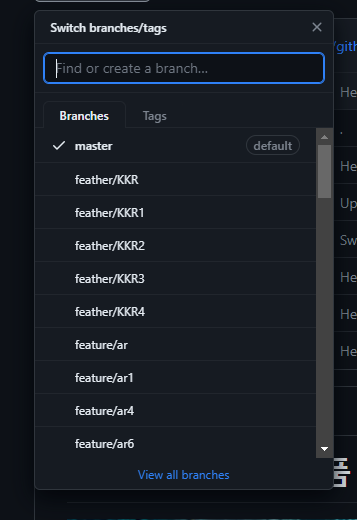 Switch branches/tags
Find or create a branch...
Branches
Tags
master
default
feather/KKR
feather/KKR1
feather/KKR2
feather/KKR3
feather/KKR4
feature/ar
feature/ar1
feature/ar4
feature/ar6
View all branches
/gith
He
.
He
Up
Sw
He
He
He